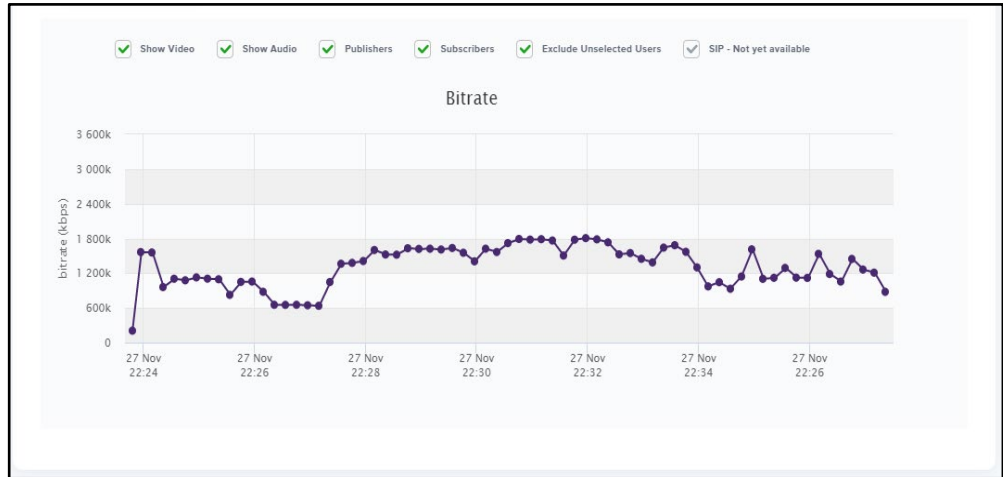 Show Video Show Audio Publishers Subscribers Exclude Unselected Users SIP - Not yet available
Bitrate
3 600k
3 000k
2 400k
1 800k
1 200k
600k
0
bitrate (kbps)
27 Nov 27 Nov 27 Nov 27 Nov 27 Nov 27 Nov 27 Nov
22:24 22:26 22:28 22:30 22:32 22:34 22:26